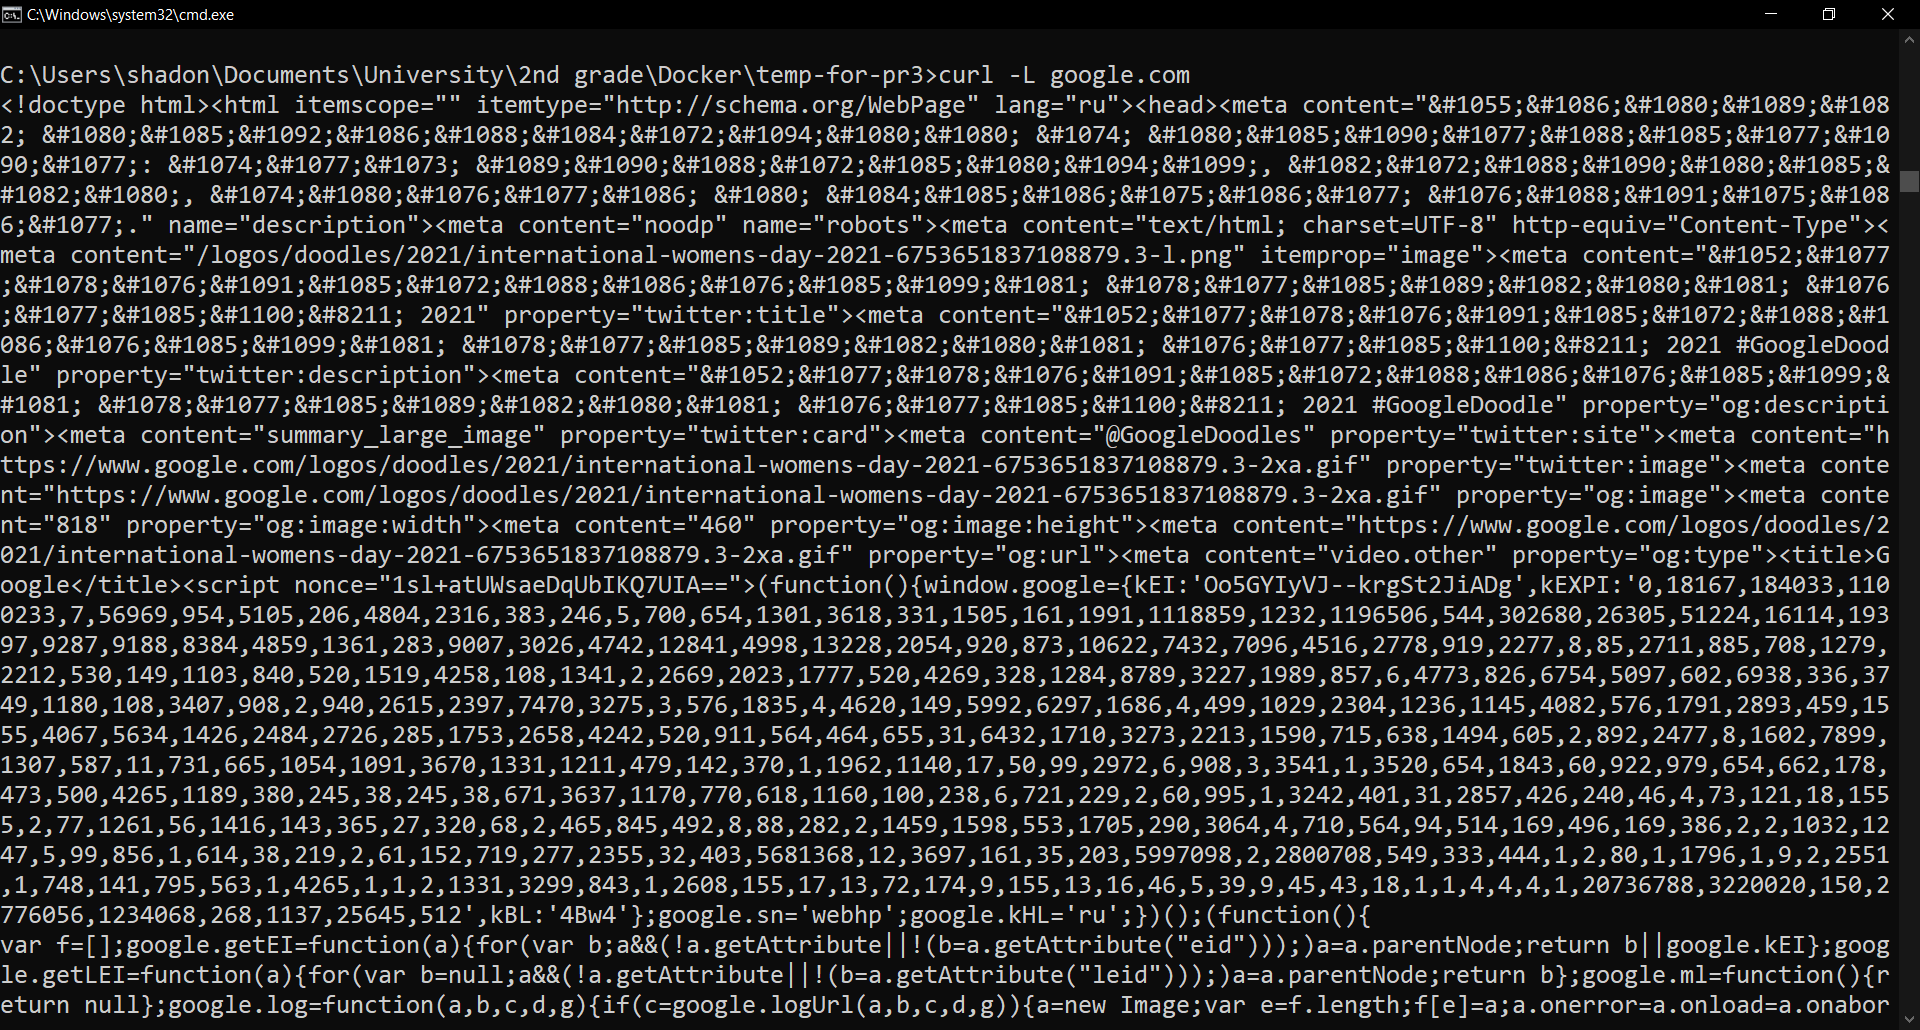 C:\Windows\system32\cmd.exe
C:\Users\shadon\Documents\University\2nd grade\Docker\temp-for-pr3>curl -L google.com
<!doctype html><html itemscope="" itemtype="http://schema.org/WebPage" lang="ru"><head><meta content="&#1055;&#1086;&#1080;&#1089;&#108
2; &#1080;&#1085;&#1092;&#1086;&#1088;&#1084;&#1072;&#1094;&#1080;&#1080; &#1074; &#1080;&#1085;&#1090;&#1077;&#1088;&#1085;&#1077;&#10
90;&#1077;: &#1074;&#1077;&#1073; &#1089;&#1090;&#1088;&#1072;&#1085;&#1080;&#1094;&#1099;, &#1082;&#1072;&#1088;&#1090;&#1080;&#1085;&
#1082;&#1080;, &#1074;&#1080;&#1076;&#1077;&#1086; &#1080; &#1084;&#1085;&#1086;&#1075;&#1086;&#1077; &#1076;&#1088;&#1091;&#1075;&#108
6;&#1077;." name="description"><meta content="noodp" name="robots"><meta content="text/html; charset=UTF-8" http-equiv="Content-Type"><
meta content="/logos/doodles/2021/international-womens-day-2021-6753651837108879.3-l.png" itemprop="image"><meta content="&#1052;&#1077
;&#1078;&#1076;&#1091;&#1085;&#1072;&#1088;&#1086;&#1076;&#1085;&#1099;&#1081; &#1078;&#1077;&#1085;&#1089;&#1082;&#1080;&#1081; &#1076
;&#1077;&#1085;&#1100;&#8211; 2021" property="twitter:title"><meta content="&#1052;&#1077;&#1078;&#1076;&#1091;&#1085;&#1072;&#1088;&#1
086;&#1076;&#1085;&#1099;&#1081; &#1078;&#1077;&#1085;&#1089;&#1082;&#1080;&#1081; &#1076;&#1077;&#1085;&#1100;&#8211; 2021 #GoogleDood
le" property="twitter:description"><meta content="&#1052;&#1077;&#1078;&#1076;&#1091;&#1085;&#1072;&#1088;&#1086;&#1076;&#1085;&#1099;&
#1081; &#1078;&#1077;&#1085;&#1089;&#1082;&#1080;&#1081; &#1076;&#1077;&#1085;&#1100;&#8211; 2021 #GoogleDoodle" property="og:descripti
on"><meta content="summary_large_image" property="twitter:card"><meta content="@GoogleDoodles" property="twitter:site"><meta content="h
ttps://www.google.com/logos/doodles/2021/international-womens-day-2021-6753651837108879.3-2xa.gif" property="twitter:image"><meta conte
nt="https://www.google.com/logos/doodles/2021/international-womens-day-2021-6753651837108879.3-2xa.gif" property="og:image"><meta conte
nt="818" property="og:image:width"><meta content="460" property="og:image:height"><meta content="https://www.google.com/logos/doodles/2
021/international-womens-day-2021-6753651837108879.3-2xa.gif" property="og:url"><meta content="video.other" property="og:type"><title>G
oogle</title><script nonce="1sl+atUWsaeDqUbIKQ7UIA==">(function(){window.google={kEI:'Oo5GYIyVJ--krgSt2JiADg',kEXPI:'0,18167,184033,110
0233,7,56969,954,5105,206,4804,2316,383,246,5,700,654,1301,3618,331,1505,161,1991,1118859,1232,1196506,544,302680,26305,51224,16114,193
97,9287,9188,8384,4859,1361,283,9007,3026,4742,12841,4998,13228,2054,920,873,10622,7432,7096,4516,2778,919,2277,8,85,2711,885,708,1279,
2212,530,149,1103,840,520,1519,4258,108,1341,2,2669,2023,1777,520,4269,328,1284,8789,3227,1989,857,6,4773,826,6754,5097,602,6938,336,37
49,1180,108,3407,908,2,940,2615,2397,7470,3275,3,576,1835,4,4620,149,5992,6297,1686,4,499,1029,2304,1236,1145,4082,576,1791,2893,459,15
55,4067,5634,1426,2484,2726,285,1753,2658,4242,520,911,564,464,655,31,6432,1710,3273,2213,1590,715,638,1494,605,2,892,2477,8,1602,7899,
1307,587,11,731,665,1054,1091,3670,1331,1211,479,142,370,1,1962,1140,17,50,99,2972,6,908,3,3541,1,3520,654,1843,60,922,979,654,662,178,
473,500,4265,1189,380,245,38,245,38,671,3637,1170,770,618,1160,100,238,6,721,229,2,60,995,1,3242,401,31,2857,426,240,46,4,73,121,18,155
5,2,77,1261,56,1416,143,365,27,320,68,2,465,845,492,8,88,282,2,1459,1598,553,1705,290,3064,4,710,564,94,514,169,496,169,386,2,2,1032,12
47,5,99,856,1,614,38,219,2,61,152,719,277,2355,32,403,5681368,12,3697,161,35,203,5997098,2,2800708,549,333,444,1,2,80,1,1796,1,9,2,2551
,1,748,141,795,563,1,4265,1,1,2,1331,3299,843,1,2608,155,17,13,72,174,9,155,13,16,46,5,39,9,45,43,18,1,1,4,4,4,1,20736788,3220020,150,2
776056,1234068,268,1137,25645,512',kBL:'4Bw4'};google.sn='webhp';google.kHL='ru';})();(function(){
var f=[];google.getEI=function(a){for(var b;a&&(!a.getAttribute||!(b=a.getAttribute("eid")));)a=a.parentNode;return b||google.kEI};goog
le.getLEI=function(a){for(var b=null;a&&(!a.getAttribute||!(b=a.getAttribute("leid")));)a=a.parentNode;return b};google.ml=function(){r
eturn null};google.log=function(a,b,c,d,g){if(c=google.logUrl(a,b,c,d,g)){a=new Image;var e=f.length;f[e]=a;a.onerror=a.onload=a.onabor